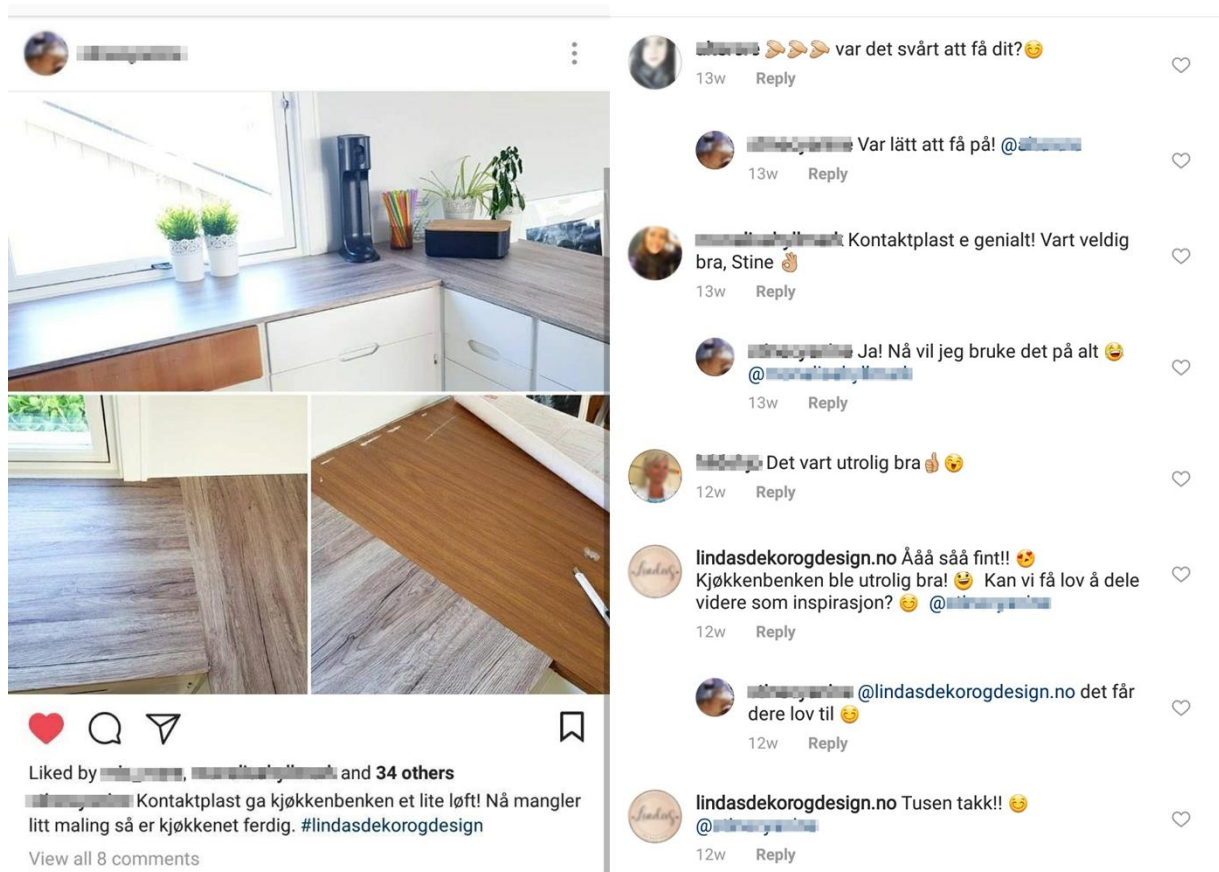 Liked by
and 34 others
Kontaktplast ga kjøkkenbenken et lite løft! Nå mangler
litt maling så er kjøkkenet ferdig. #lindasdekorogdesign
View all 8 comments
var det svårt att få dit?
13w Reply
Var lätt att få på! @
13w Reply
Kontaktplast e genialt! Vart veldig
bra, Stine
13w Reply
Ja! Nå vil jeg bruke det på alt
@
13w Reply
Det vart utrolig bra
12w Reply
lindasdekorogdesign.no Ååå såå fint!!
Kjøkkenbenken ble utrolig bra! Kan vi få lov å dele
videre som inspirasjon? @
12w Reply
@lindasdekorogdesign.no det får
dere lov til
12w Reply
lindasdekorogdesign.no Tusen takk!!
@
12w Reply